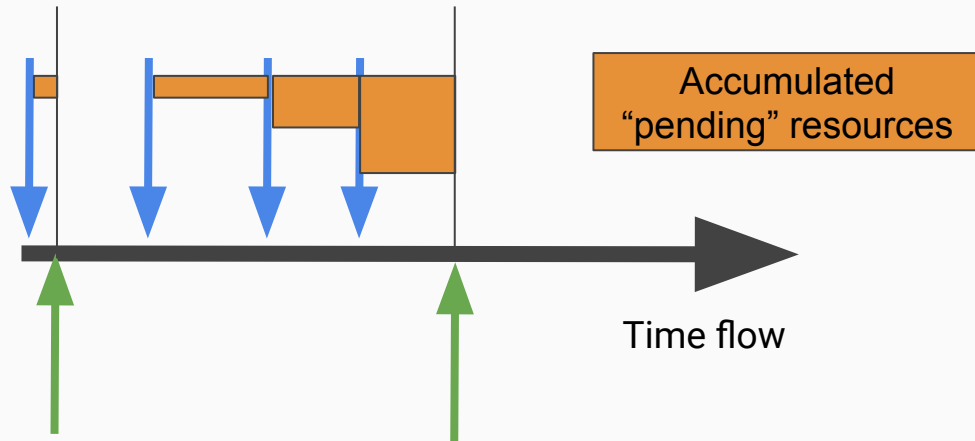 Accumulated
“pending” resources
Time flow